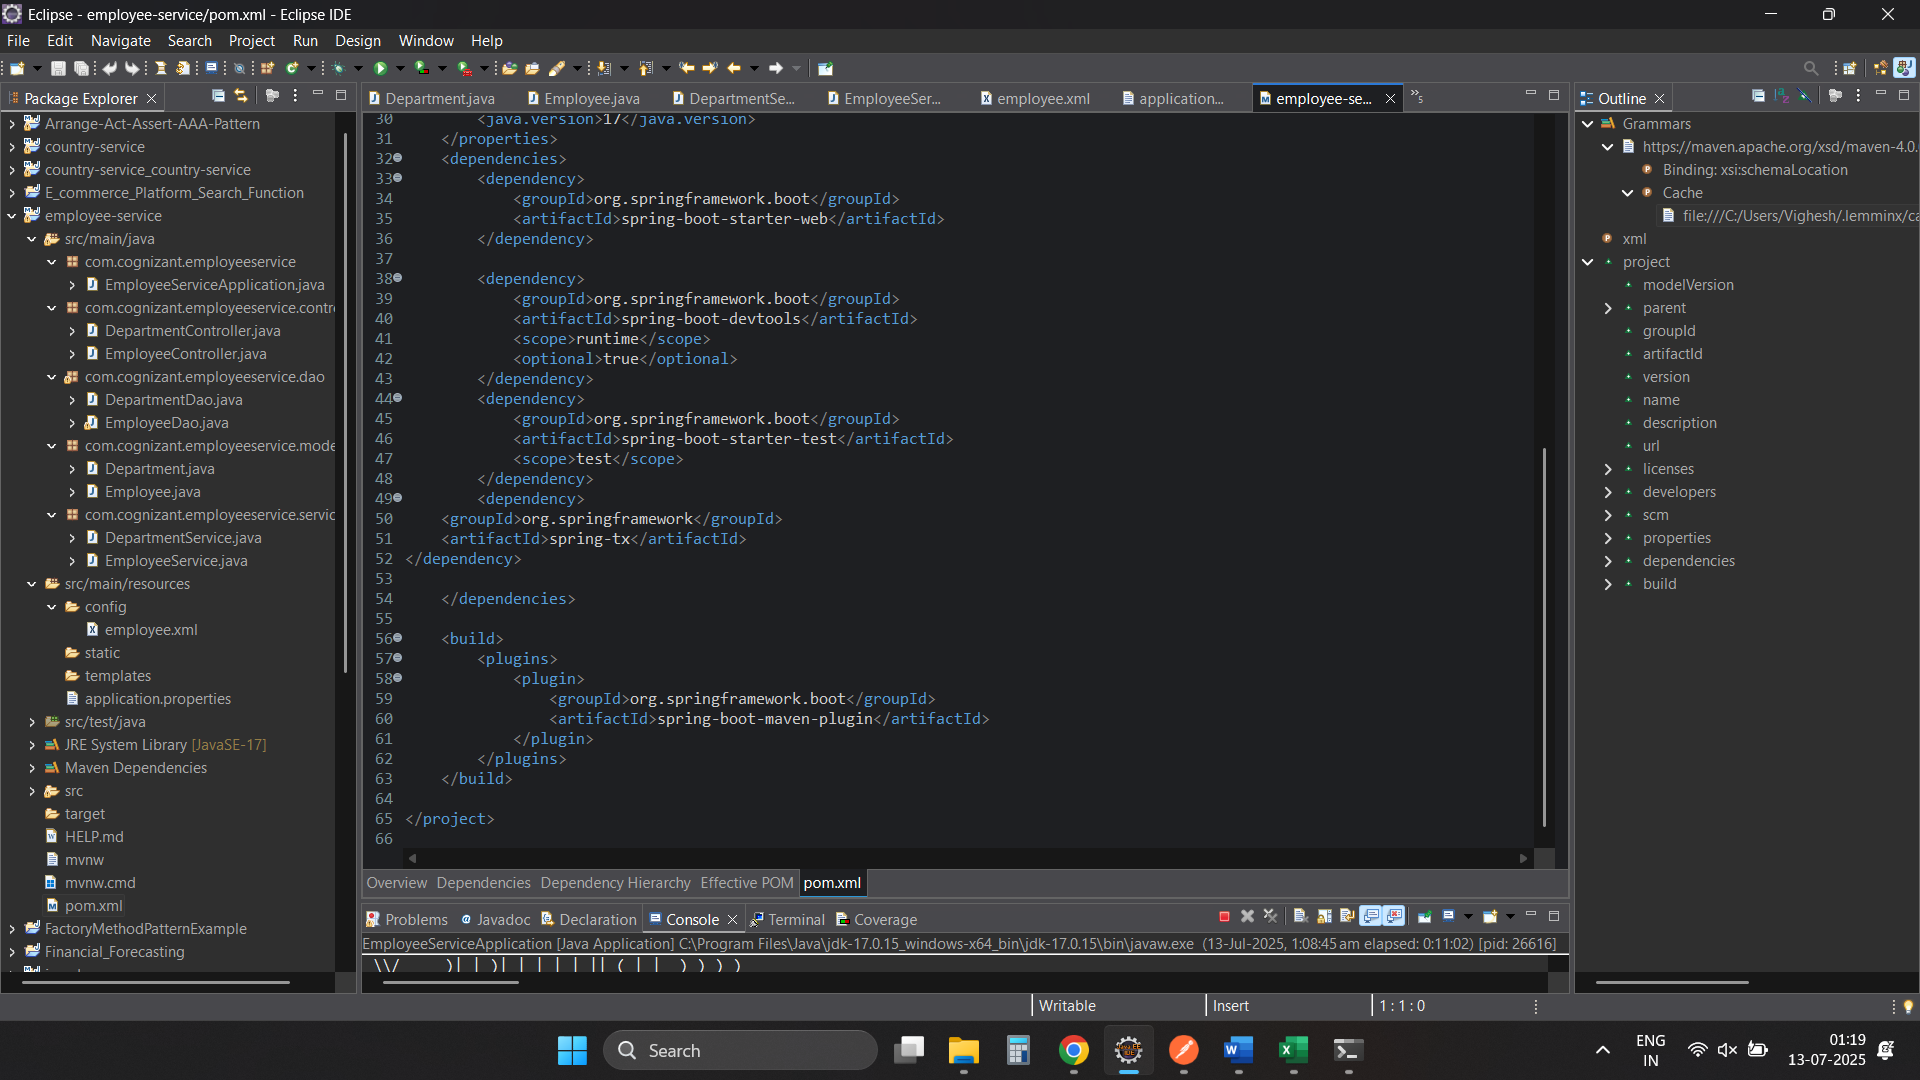 Eclipse - employee-service/pom.xml - Eclipse IDE
File Edit Navigate Search Project Run Design Window Help
Package Explorer
Arrange-Act-Assert-AAA-Pattern
country-service
country-service_country-service
E_commerce_Platform_Search_Function
employee-service
src/main/java
com.cognizant.employeeservice
EmployeeServiceApplication.java
com.cognizant.employeeservice.contr
DepartmentController.java
EmployeeController.java
com.cognizant.employeeservice.dao
DepartmentDao.java
EmployeeDao.java
com.cognizant.employeeservice.mode
Department.java
Employee.java
com.cognizant.employeeservice.servic
DepartmentService.java
EmployeeService.java
src/main/resources
config
employee.xml
static
templates
application.properties
src/test/java
JRE System Library [JavaSE-17]
Maven Dependencies
src
target
HELP.md
mvnw
mvnw.cmd
pom.xml
FactoryMethodPatternExample
Financial_Forecasting
Department.java Employee.java DepartmentSe... EmployeeSer... employee.xml application... employee-se... »5
30 <java.version>17</java.version>
31 </properties>
32 <dependencies>
33 <dependency>
34 <groupId>org.springframework.boot</groupId>
35 <artifactId>spring-boot-starter-web</artifactId>
36 </dependency>
37
38 <dependency>
39 <groupId>org.springframework.boot</groupId>
40 <artifactId>spring-boot-devtools</artifactId>
41 <scope>runtime</scope>
42 <optional>true</optional>
43 </dependency>
44 <dependency>
45 <groupId>org.springframework.boot</groupId>
46 <artifactId>spring-boot-starter-test</artifactId>
47 <scope>test</scope>
48 </dependency>
49 <dependency>
50 <groupId>org.springframework</groupId>
51 <artifactId>spring-tx</artifactId>
52 </dependency>
53
54 </dependencies>
55
56 <build>
57 <plugins>
58 <plugin>
59 <groupId>org.springframework.boot</groupId>
60 <artifactId>spring-boot-maven-plugin</artifactId>
61 </plugin>
62 </plugins>
63 </build>
64
65 </project>
66
Overview Dependencies Dependency Hierarchy Effective POM pom.xml
Problems Javadoc Declaration Console Terminal Coverage
EmployeeServiceApplication [Java Application] C:\Program Files\Java\jdk-17.0.15_windows-x64_bin\jdk-17.0.15\bin\javaw.exe (13-Jul-2025, 1:08:45 am elapsed: 0:11:02) [pid: 26616]
\\/ )| | )| | | | | || ( | | ) ) ) )
Outline
Grammars
https://maven.apache.org/xsd/maven-4.0.
Binding: xsi:schemaLocation
Cache
file:///C:/Users/Vighesh/.lemminx/ca
xml
project
modelVersion
parent
groupId
artifactId
version
name
description
url
licenses
developers
scm
properties
dependencies
build
Writable Insert 1 : 1 : 0
Search
ENG
IN
01:19
13-07-2025